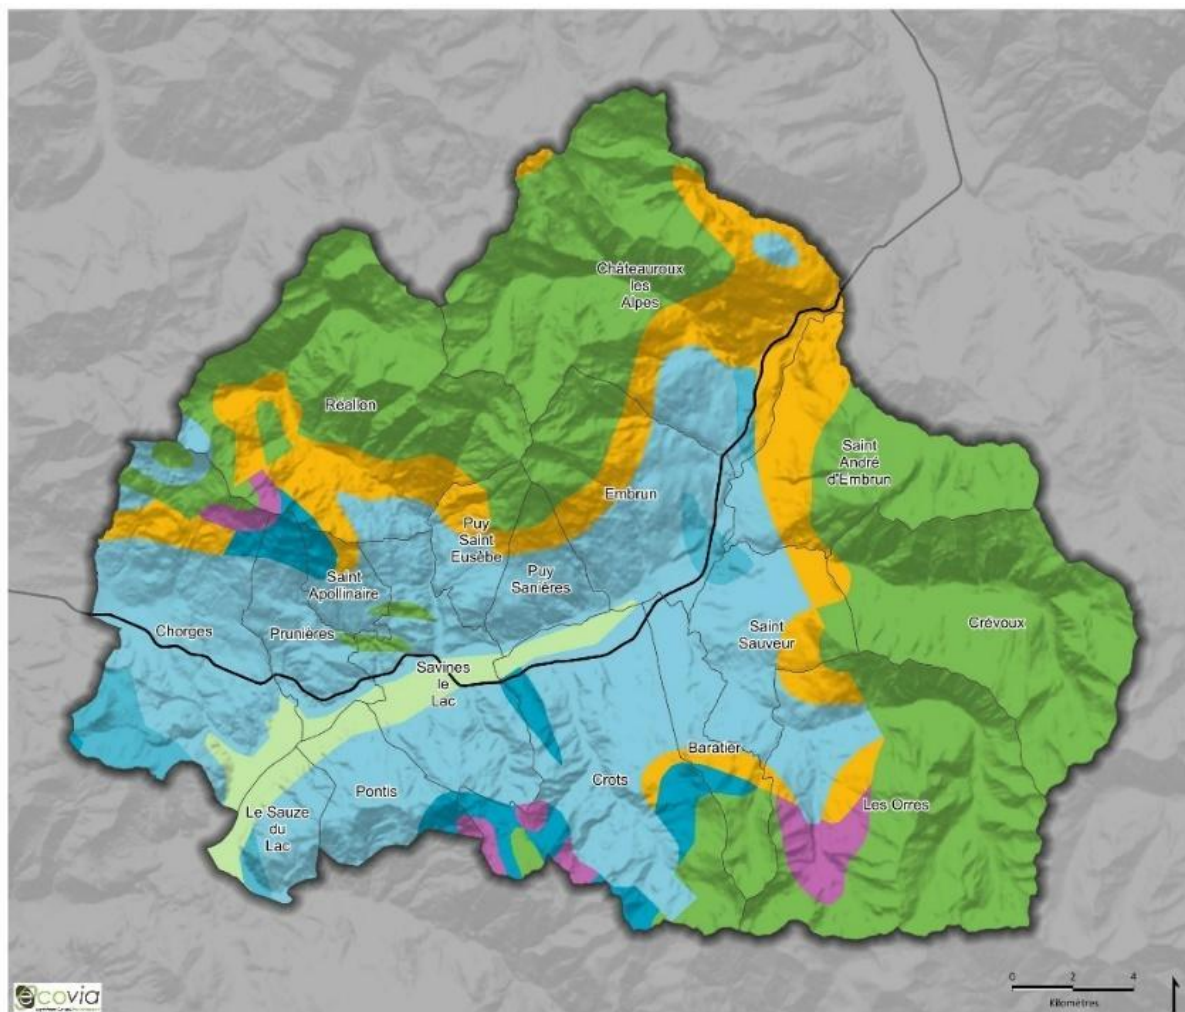 Châteauroux
les
Alpes
Réallon
Saint
André
d'Embrun
Embrun
Puy
Saint
Eusèbe
Puy
Sanières
Saint
Apollinaire
Chorges
Prunières
Saint
Sauveur
Crévoux
Savines
le
Lac
Baratier
Crots
Pontis
Les Orres
Le Sauze
du
Lac
0 2 4
Kilomètres
ecovia